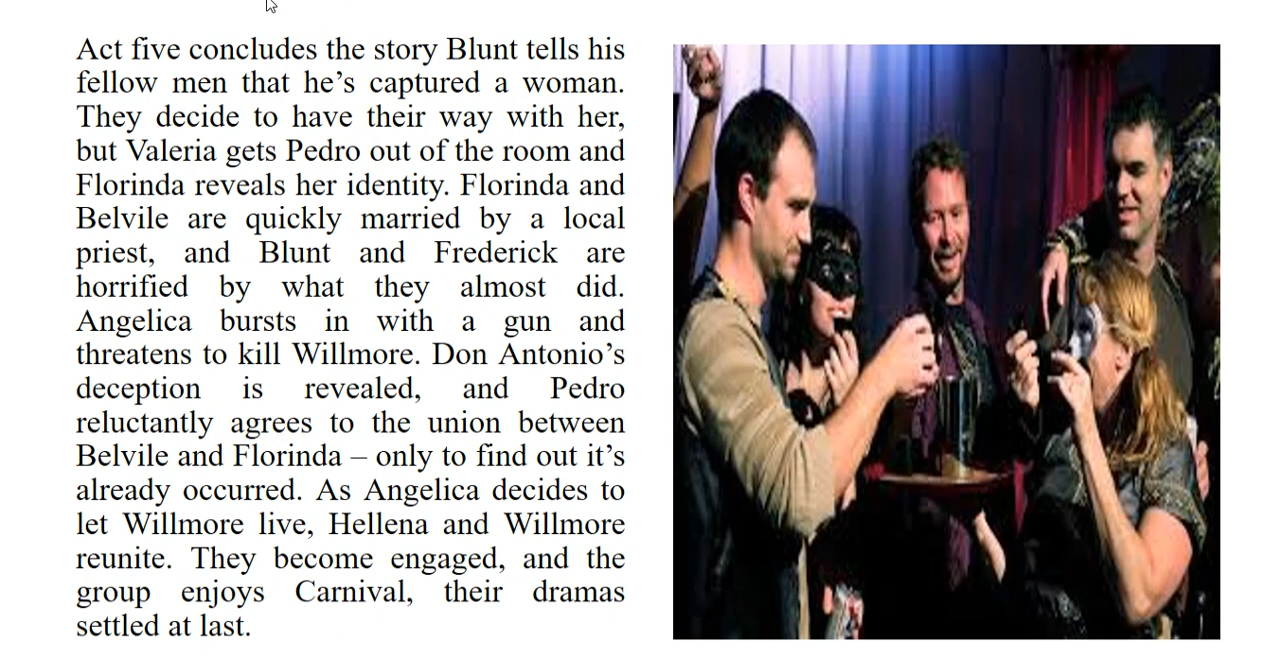 Act five concludes the story Blunt tells his
fellow men that he’s captured a woman.
They decide to have their way with her,
but Valeria gets Pedro out of the room and
Florinda reveals her identity. Florinda and
Belvile are quickly married by a local
priest, and Blunt and Frederick are
horrified by what they almost did.
Angelica bursts in with a gun and
threatens to kill Willmore. Don Antonio’s
deception is revealed, and Pedro
reluctantly agrees to the union between
Belvile and Florinda – only to find out it’s
already occurred. As Angelica decides to
let Willmore live, Hellena and Willmore
reunite. They become engaged, and the
group enjoys Carnival, their dramas
settled at last.